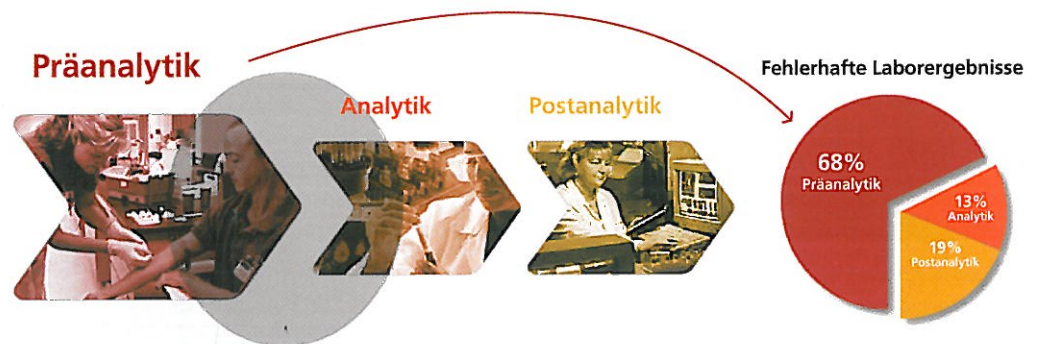 Präanalytik
Analytik
Postanalytik
Fehlerhafte Laborergebnisse
68%
Präanalytik
13%
Analytik
19%
Postanalytik